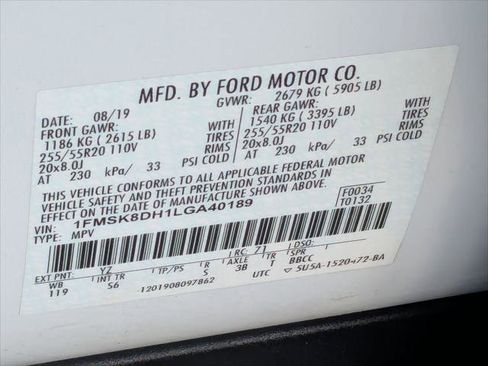 MFD. BY FORD MOTOR CO.
DATE: 08/19 GVWR: 2679 KG ( 5905 LB)
FRONT GAWR: REAR GAWR:
1186 KG ( 2615 LB) WITH 1540 KG ( 3395 LB) WITH
255/55R20 110V TIRES 255/55R20 110V TIRES
20x8.0J RIMS 20x8.0J RIMS
AT 230 kPa/ 33 PSI COLD AT 230 kPa/ 33 PSI COLD
THIS VEHICLE CONFORMS TO ALL APPLICABLE FEDERAL MOTOR
VEHICLE SAFETY AND THEFT PREVENTION STANDARDS IN
EFFECT ON THE DATE OF MANUFACTURE SHOWN ABOVE.
VIN: 1FMSK8DH1LGA40189 F0034
TYPE: MPV T0132
EXT PNT: YZ RC: 71 DSO:
WB INT TR TP/PS R AXLE TR SPR
119 S6 S 3B T BBCC
1201908097862 UTC 5U5A-1520472-BA